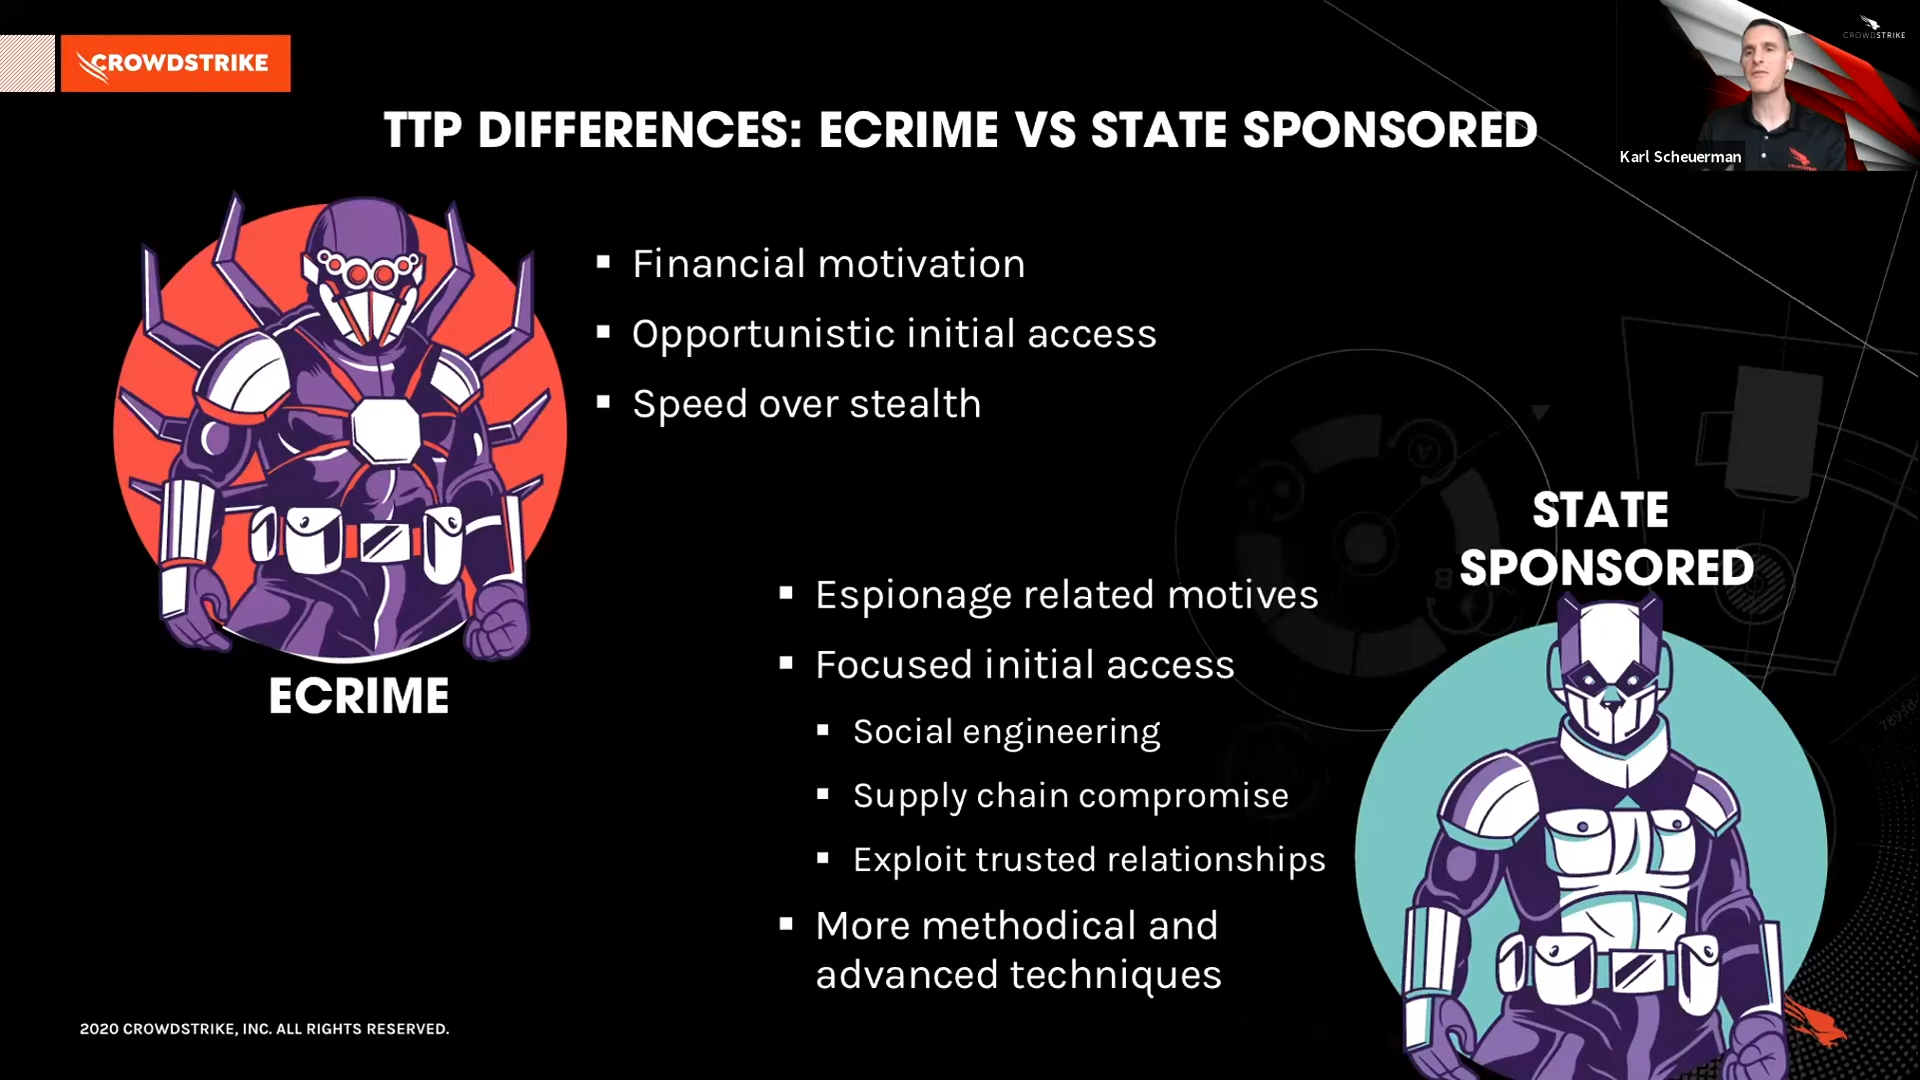 CROWDSTRIKE
CROWDSTRIKE
TTP DIFFERENCES: ECRIME VS STATE SPONSORED
Karl Scheuerman
▪ Financial motivation
▪ Opportunistic initial access
▪ Speed over stealth
ECRIME
STATE
SPONSORED
▪ Espionage related motives
▪ Focused initial access
▪ Social engineering
▪ Supply chain compromise
▪ Exploit trusted relationships
▪ More methodical and
advanced techniques
2020 CROWDSTRIKE, INC. ALL RIGHTS RESERVED.